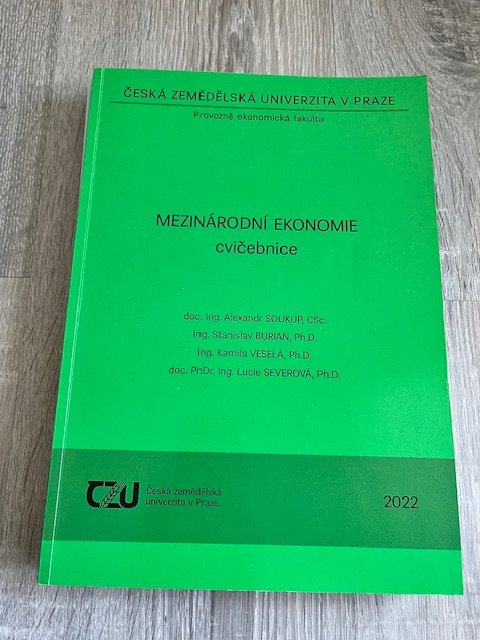 ČESKÁ ZEMĚDĚLSKÁ UNIVERZITA V PRAZE
Provozně ekonomická fakulta
MEZINÁRODNÍ EKONOMIE
cvičebnice
doc. Ing. Alexandr SOUKUP, CSc.
Ing. Stanislav BURIAN, Ph.D.
Ing. Kamila VESELÁ, Ph.D.
doc. PhDr. Ing. Lucie SEVEROVÁ, Ph.D.
CZU Česká zemědělská
univerzita v Praze
2022